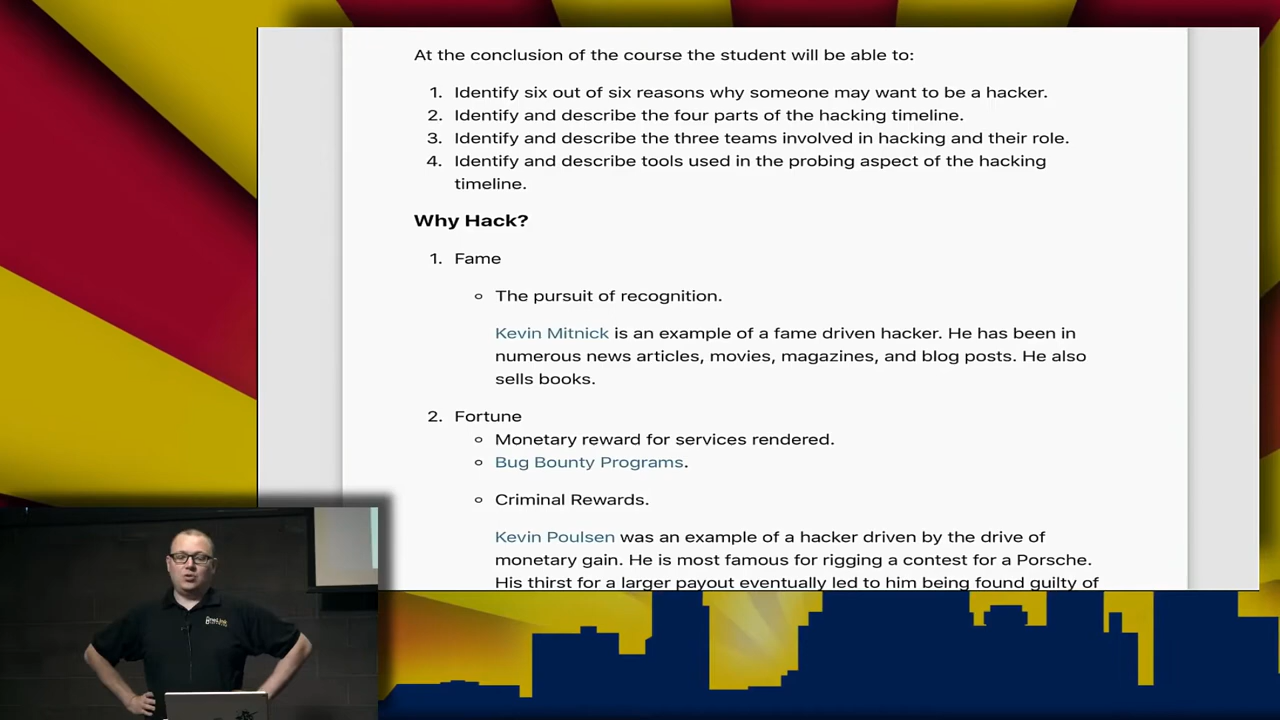 At the conclusion of the course the student will be able to:
1. Identify six out of six reasons why someone may want to be a hacker.
2. Identify and describe the four parts of the hacking timeline.
3. Identify and describe the three teams involved in hacking and their role.
4. Identify and describe tools used in the probing aspect of the hacking
timeline.
Why Hack?
1. Fame
The pursuit of recognition.
Kevin Mitnick is an example of a fame driven hacker. He has been in
numerous news articles, movies, magazines, and blog posts. He also
sells books.
2. Fortune
Monetary reward for services rendered.
Bug Bounty Programs.
Criminal Rewards.
Kevin Poulsen was an example of a hacker driven by the drive of
monetary gain. He is most famous for rigging a contest for a Porsche.
His thirst for a larger payout eventually led to him being found guilty of